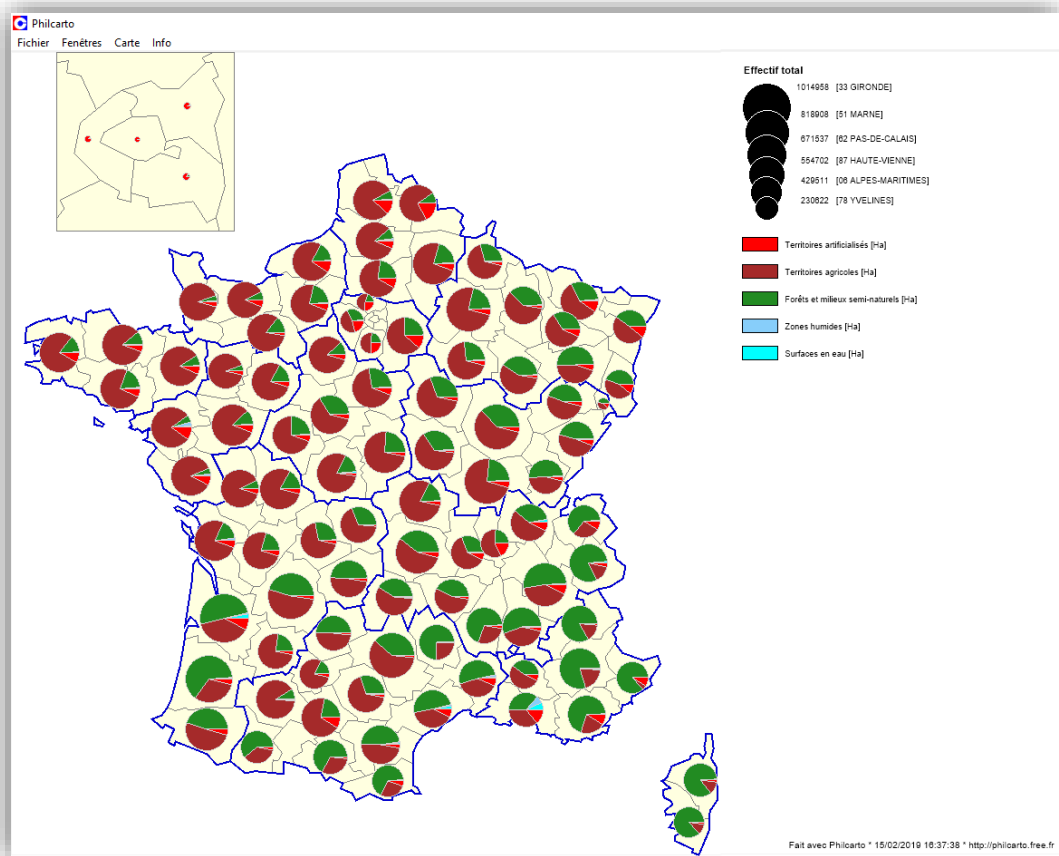 Philcarto
Fichier Fenêtres Carte Info
Effectif total
1014958 [33 GIRONDE]
818908 [51 MARNE]
671537 [62 PAS-DE-CALAIS]
554702 [87 HAUTE-VIENNE]
429511 [06 ALPES-MARITIMES]
230622 [78 YVELINES]
Territoires artificialisés [Ha]
Territoires agricoles [Ha]
Forêts et milieux semi-naturels [Ha]
Zones humides [Ha]
Surfaces en eau [Ha]
Fait avec Philcarto * 15/02/2019 16:37:38 * http://philcarto.free.fr